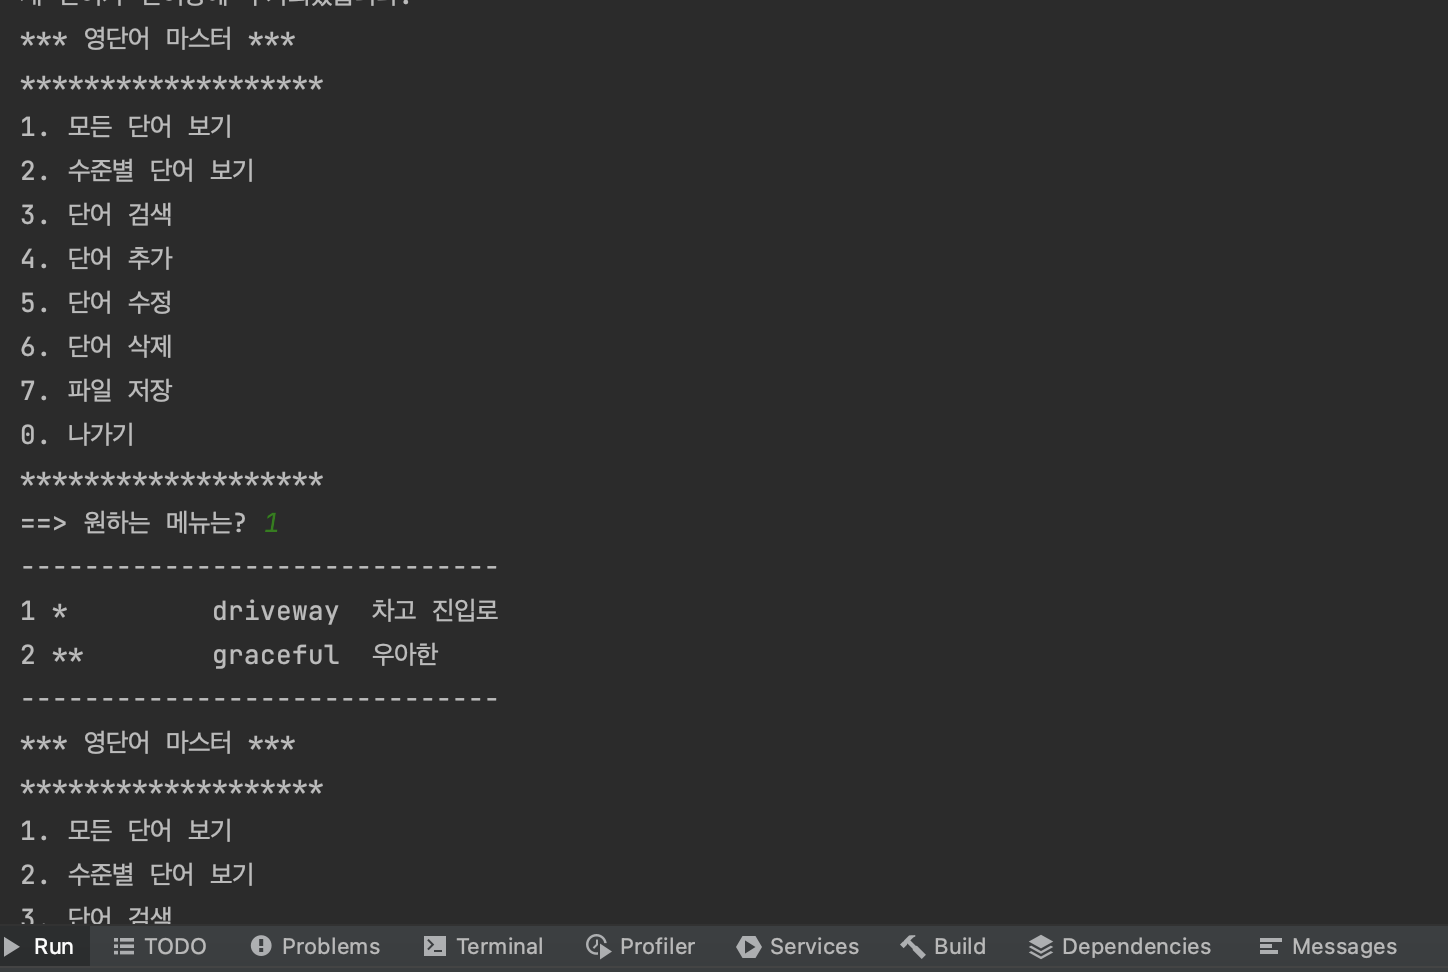 *** 영단어 마스터 ***
*******************
1. 모든 단어 보기
2. 수준별 단어 보기
3. 단어 검색
4. 단어 추가
5. 단어 수정
6. 단어 삭제
7. 파일 저장
0. 나가기
*******************
==> 원하는 메뉴는? 1
------------------------------
1 *         driveway  차고 진입로
2 **        graceful  우아한
------------------------------
*** 영단어 마스터 ***
*******************
1. 모든 단어 보기
2. 수준별 단어 보기
3. 단어 검색
Run TODO Problems Terminal Profiler Services Build Dependencies Messages